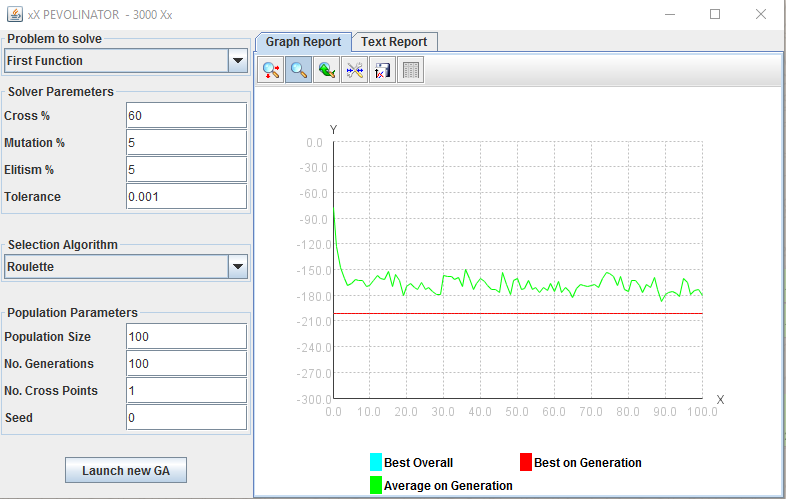 xX PEVOLINATOR - 3000 Xx
Problem to solve
First Function
Solver Paremeters
Cross % 60
Mutation % 5
Elitism % 5
Tolerance 0.001
Selection Algorithm
Roulette
Population Parameters
Population Size 100
No. Generations 100
No. Cross Points 1
Seed 0
Launch new GA
Graph Report Text Report
Y
0.0
-30.0
-60.0
-90.0
-120.0
-150.0
-180.0
-210.0
-240.0
-270.0
-300.0
X
0.0 10.0 20.0 30.0 40.0 50.0 60.0 70.0 80.0 90.0 100.0
Best Overall Best on Generation
Average on Generation